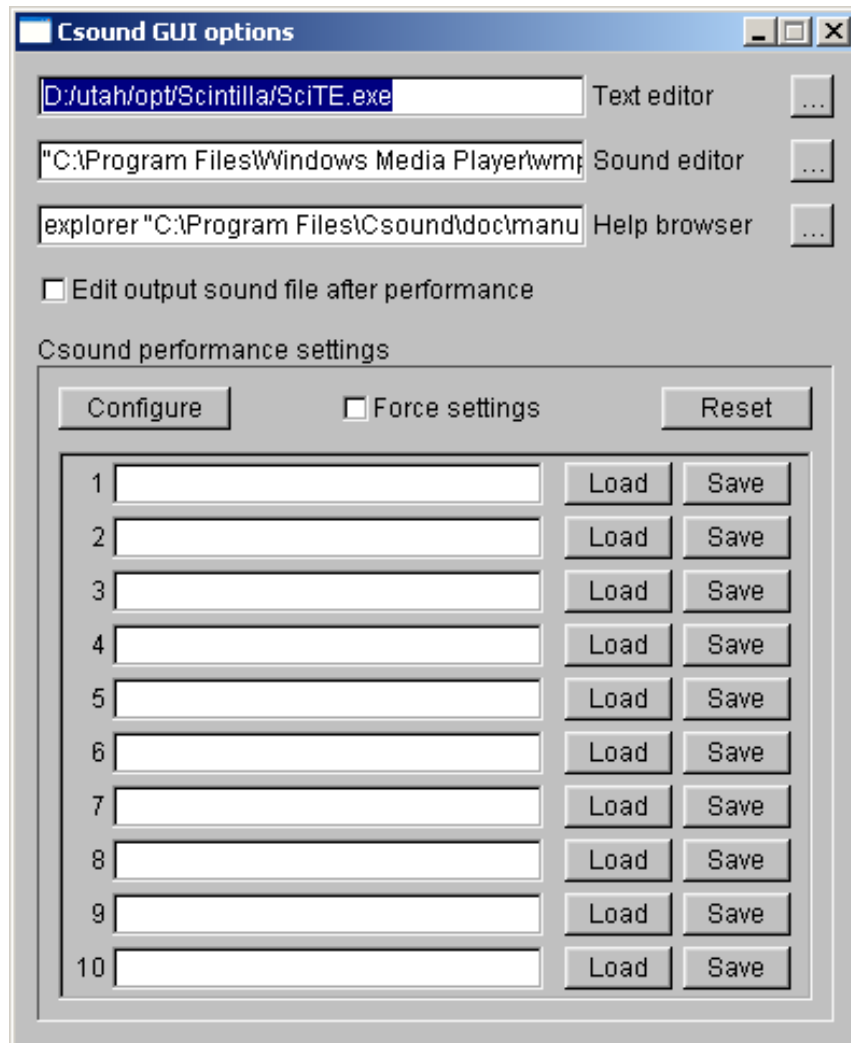 Csound GUI options
D:/utah/opt/Scintilla/SciTE.exe Text editor ...
"C:\Program Files\Windows Media Player\wmp Sound editor ...
explorer "C:\Program Files\Csound\doc\manu Help browser ...
Edit output sound file after performance
Csound performance settings
Configure Force settings Reset
1 Load Save
2 Load Save
3 Load Save
4 Load Save
5 Load Save
6 Load Save
7 Load Save
8 Load Save
9 Load Save
10 Load Save